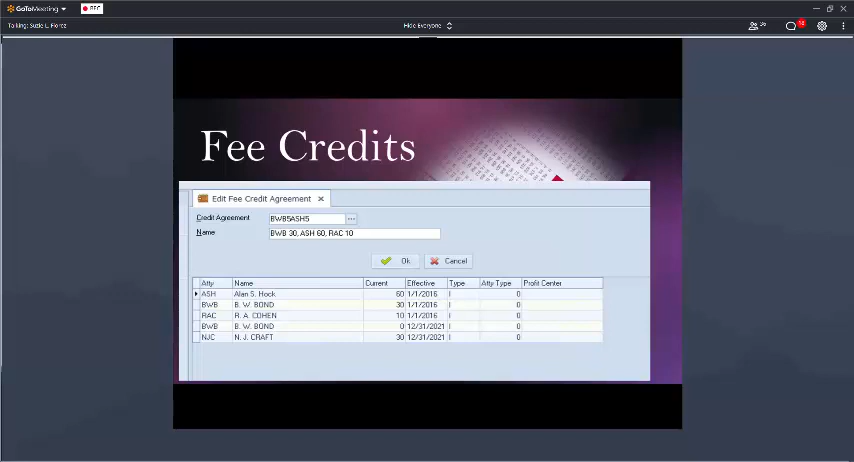 GoToMeeting
REC
Talking: Suzie L. Florez
Hide Everyone
Fee Credits
Edit Fee Credit Agreement
Credit Agreement BWB5ASH5 ...
Name BWB 30, ASH 60, RAC 10
Ok Cancel
Atty Name Current Effective Type Atty Type Profit Center
ASH Alan S. Hock 60 1/1/2016 I 0
BWB B. W. BOND 30 1/1/2016 I 0
RAC R. A. COHEN 10 1/1/2016 I 0
BWB B. W. BOND 0 12/31/2021 I 0
NJC N. J. CRAFT 30 12/31/2021 I 0